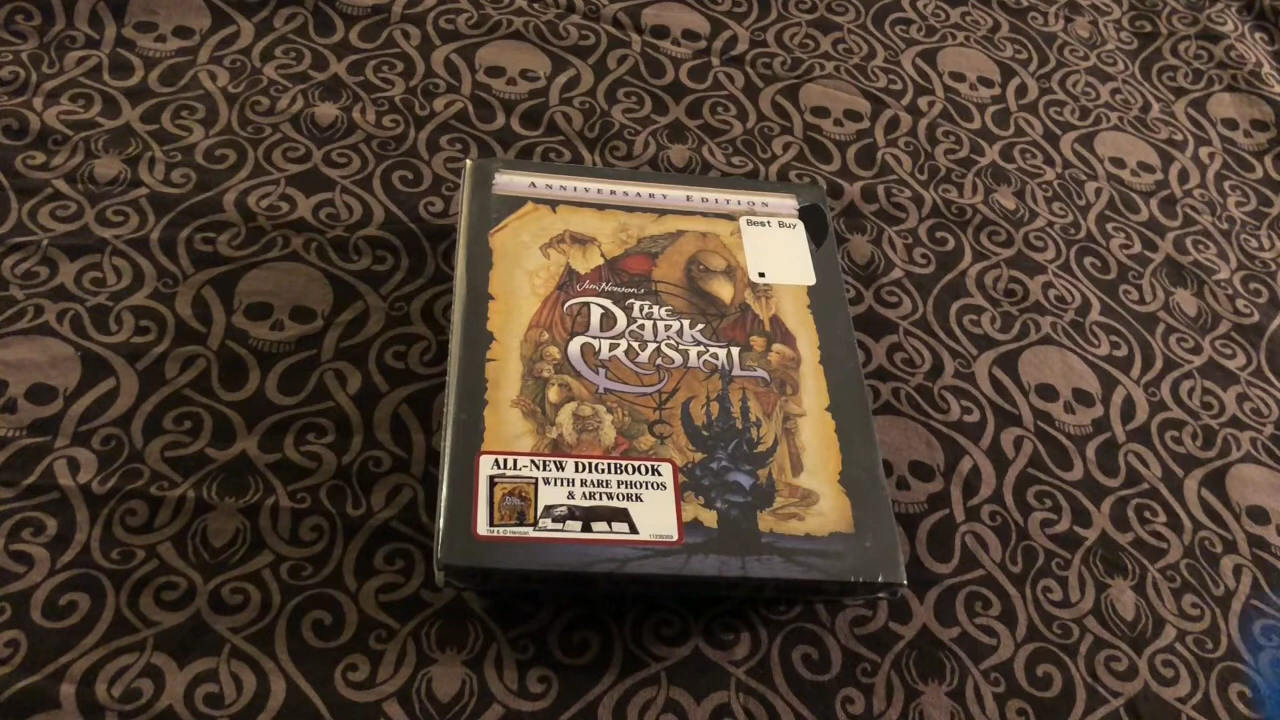 ANNIVERSARY EDITION
Best Buy
Jim Henson's
THE
DARK
CRYSTAL
ALL-NEW DIGIBOOK
WITH RARE PHOTOS
& ARTWORK
TM & © Henson